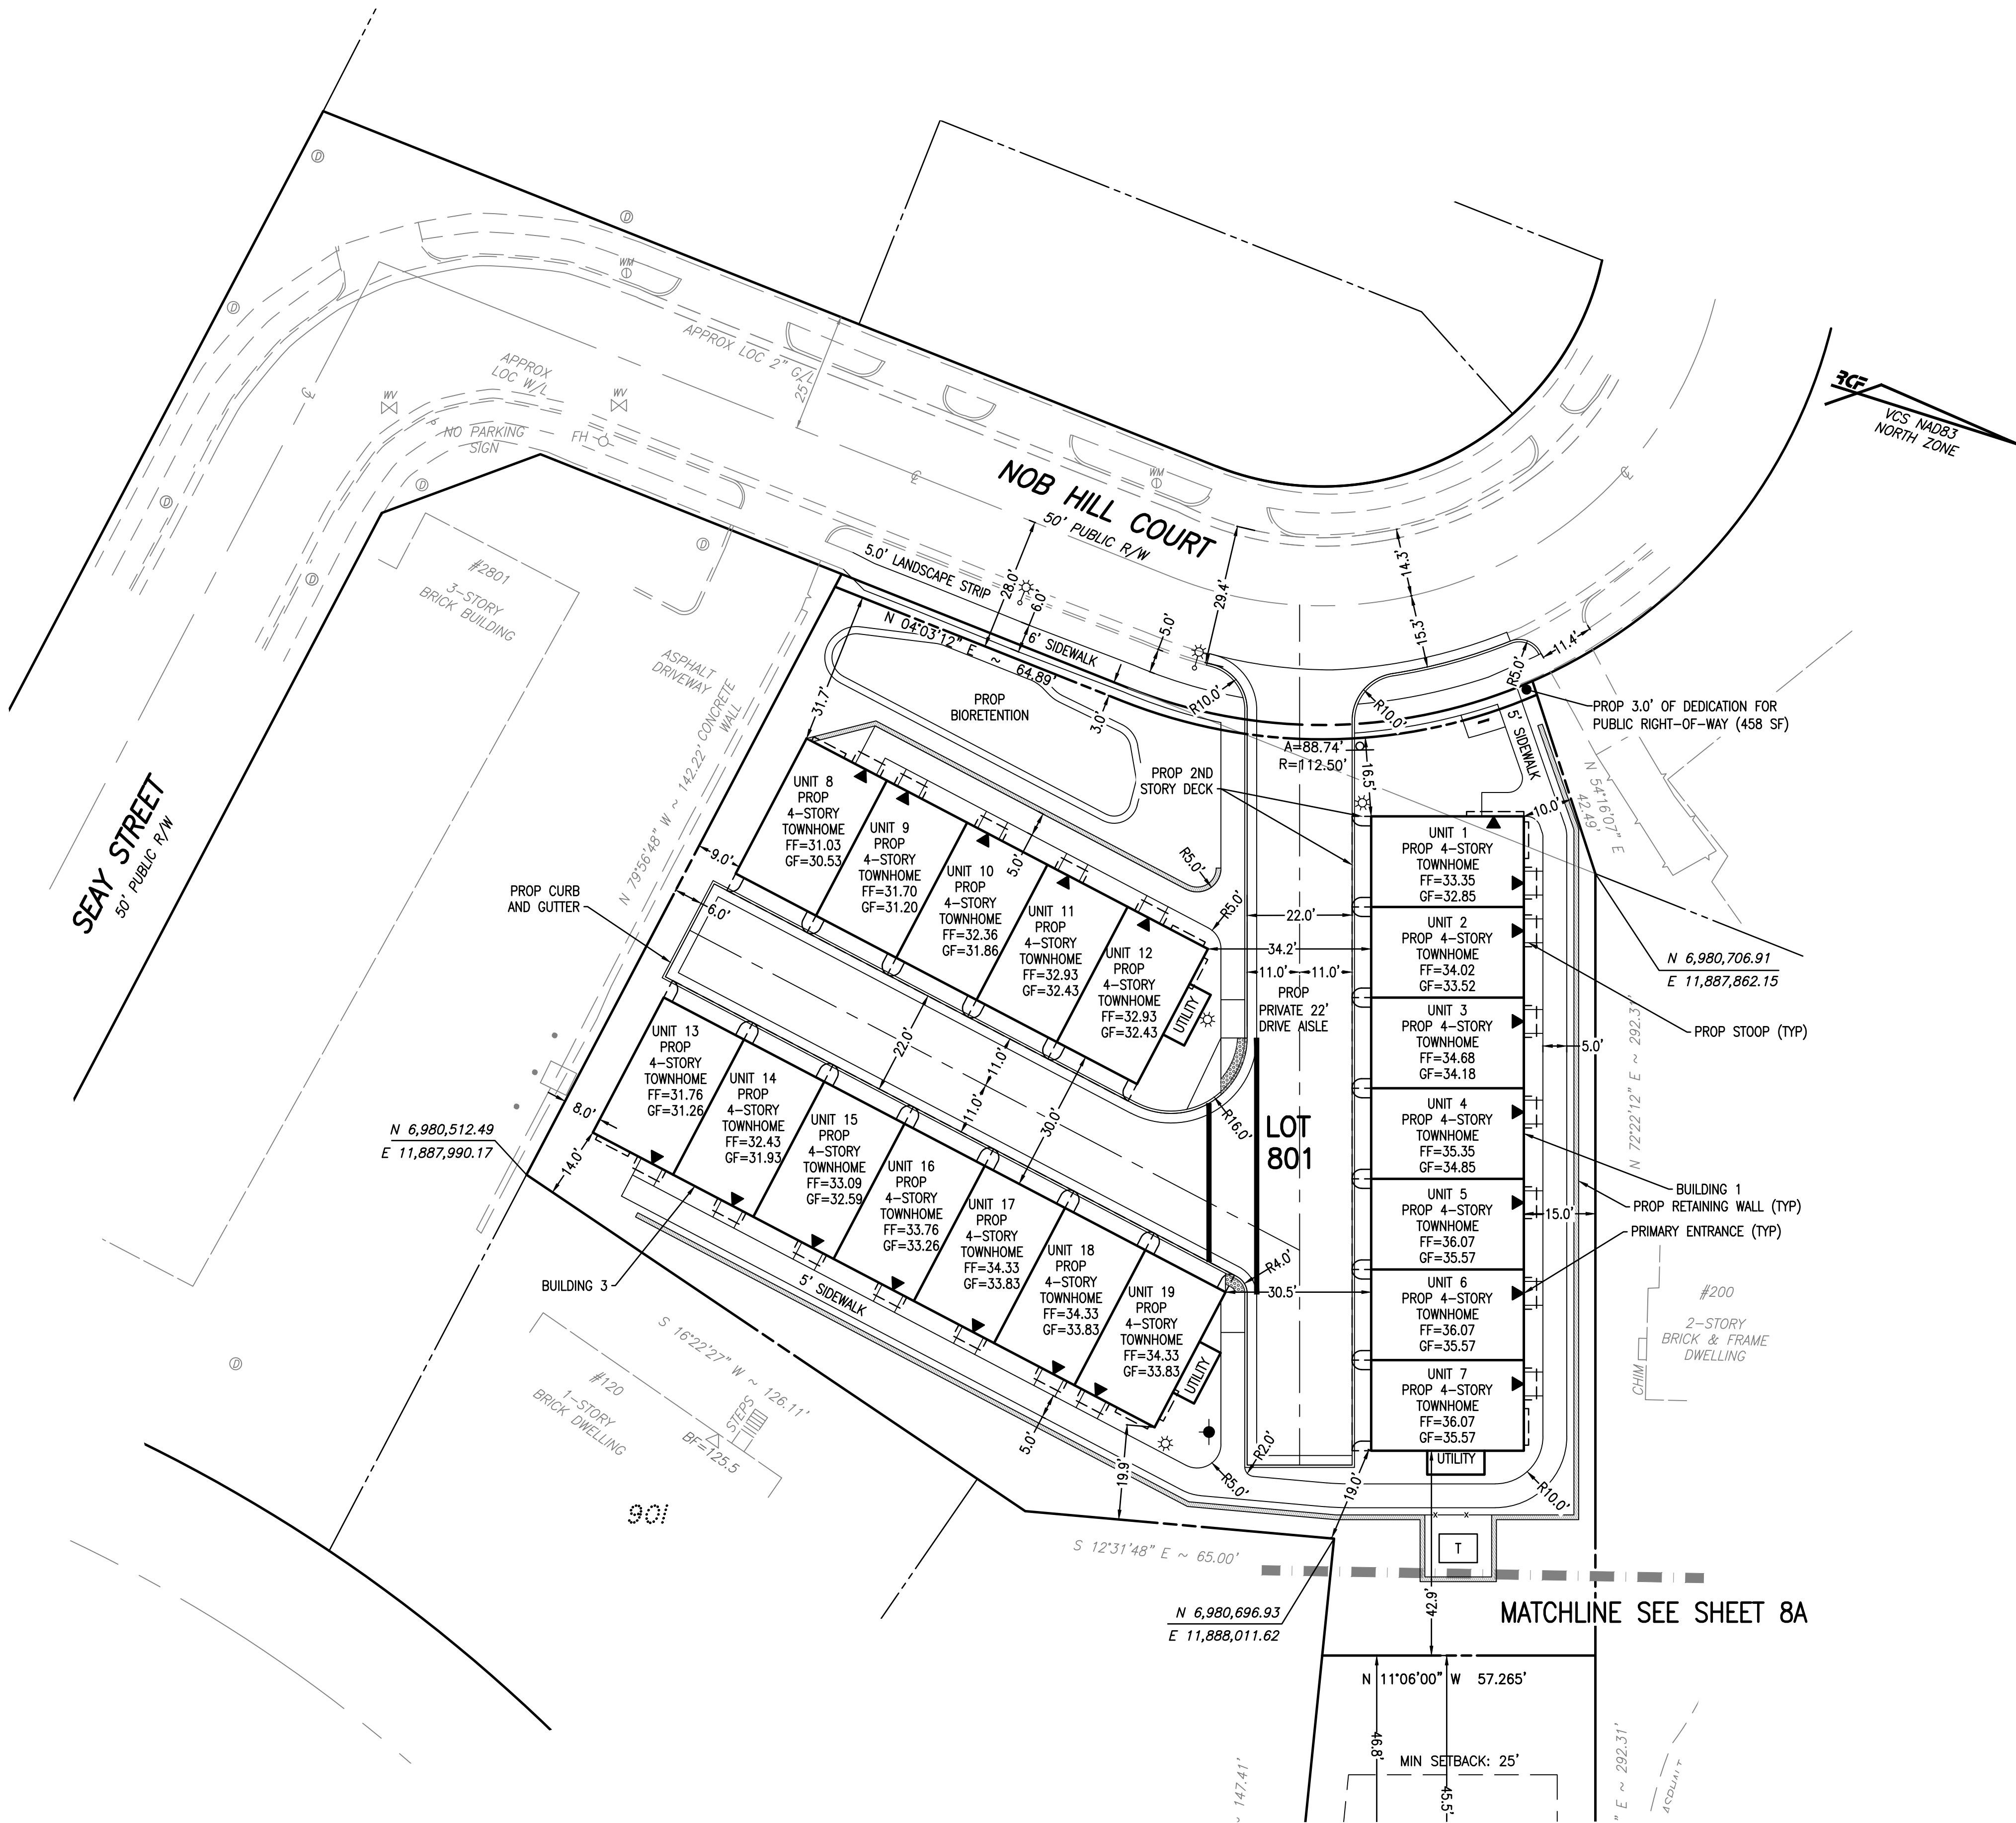 RCF
VCS NAD83
NORTH ZONE
D
D
WM
D
D
D
D
D
D
APPROX LOC 2" G/L
25'
APPROX
LOC W/L
WV
WV
NO PARKING
SIGN
FH
WM
NOB HILL COURT
50' PUBLIC R/W
SEAY STREET
50' PUBLIC R/W
#2801
3-STORY
BRICK BUILDING
ASPHALT
DRIVEWAY
5.0' LANDSCAPE STRIP
28.0'
6.0'
6' SIDEWALK
5.0'
29.4'
14.3'
15.3'
11.4'
R5.0'
R10.0'
R10.0'
N 04°03'12" E ~ 64.89'
3.0'
31.7'
PROP
BIORETENTION
N 79°56'48" W ~ 142.22' CONCRETE
WALL
PROP 3.0' OF DEDICATION FOR
PUBLIC RIGHT-OF-WAY (458 SF)
5' SIDEWALK
A=88.74'
R=112.50'
16.5'
10.0'
N 54°16'07" E
42.49'
PROP 2ND
STORY DECK
UNIT 8
PROP
4-STORY
TOWNHOME
FF=31.03
GF=30.53
UNIT 9
PROP
4-STORY
TOWNHOME
FF=31.70
GF=31.20
UNIT 10
PROP
4-STORY
TOWNHOME
FF=32.36
GF=31.86
UNIT 11
PROP
4-STORY
TOWNHOME
FF=32.93
GF=32.43
UNIT 12
PROP
4-STORY
TOWNHOME
FF=32.93
GF=32.43
UTILITY
5.0'
R5.0'
R5.0'
9.0'
6.0'
PROP CURB
AND GUTTER
UNIT 1
PROP 4-STORY
TOWNHOME
FF=33.35
GF=32.85
UNIT 2
PROP 4-STORY
TOWNHOME
FF=34.02
GF=33.52
UNIT 3
PROP 4-STORY
TOWNHOME
FF=34.68
GF=34.18
UNIT 4
PROP 4-STORY
TOWNHOME
FF=35.35
GF=34.85
UNIT 5
PROP 4-STORY
TOWNHOME
FF=36.07
GF=35.57
UNIT 6
PROP 4-STORY
TOWNHOME
FF=36.07
GF=35.57
UNIT 7
PROP 4-STORY
TOWNHOME
FF=36.07
GF=35.57
UTILITY
22.0'
34.2'
11.0'
11.0'
PROP
PRIVATE 22'
DRIVE AISLE
N 6,980,706.91
E 11,887,862.15
PROP STOOP (TYP)
5.0'
N 72°22'12" E ~ 292.31'
BUILDING 1
PROP RETAINING WALL (TYP)
15.0'
PRIMARY ENTRANCE (TYP)
#200
2-STORY
BRICK & FRAME
DWELLING
CHIM
LOT
801
R16.0'
22.0'
11.0'
11.0'
30.0'
R4.0'
30.5'
8.0'
14.0'
N 6,980,512.49
E 11,887,990.17
UNIT 13
PROP
4-STORY
TOWNHOME
FF=31.76
GF=31.26
UNIT 14
PROP
4-STORY
TOWNHOME
FF=32.43
GF=31.93
UNIT 15
PROP
4-STORY
TOWNHOME
FF=33.09
GF=32.59
UNIT 16
PROP
4-STORY
TOWNHOME
FF=33.76
GF=33.26
UNIT 17
PROP
4-STORY
TOWNHOME
FF=34.33
GF=33.83
UNIT 18
PROP
4-STORY
TOWNHOME
FF=34.33
GF=33.83
UNIT 19
PROP
4-STORY
TOWNHOME
FF=34.33
GF=33.83
UTILITY
BUILDING 3
5' SIDEWALK
S 16°22'27" W ~ 126.11'
#120
1-STORY
BRICK DWELLING
STEPS
BF=125.5
901
D
5.0'
19.9'
R5.0'
R2.0'
19.0'
R10.0'
x
x
T
S 12°31'48" E ~ 65.00'
42.9'
MATCHLINE SEE SHEET 8A
N 6,980,696.93
E 11,888,011.62
N 11°06'00" W 57.265'
46.8'
45.5'
MIN SETBACK: 25'
~ 147.41'
" E ~ 292.31'
ASPHALT